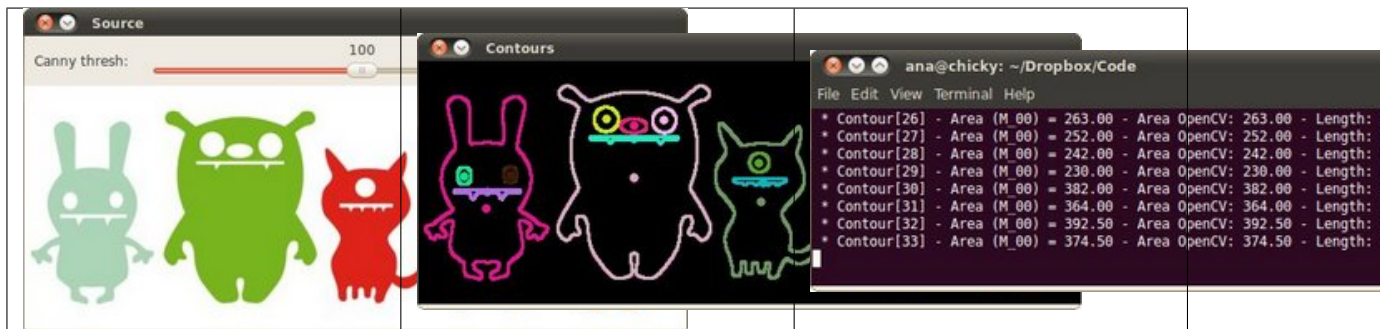 Source
Canny thresh:
100
Contours
ana@chicky: ~/Dropbox/Code
File Edit View Terminal Help
* Contour[26] - Area (M_00) = 263.00 - Area OpenCV: 263.00 - Length:
* Contour[27] - Area (M_00) = 252.00 - Area OpenCV: 252.00 - Length:
* Contour[28] - Area (M_00) = 242.00 - Area OpenCV: 242.00 - Length:
* Contour[29] - Area (M_00) = 230.00 - Area OpenCV: 230.00 - Length:
* Contour[30] - Area (M_00) = 382.00 - Area OpenCV: 382.00 - Length:
* Contour[31] - Area (M_00) = 364.00 - Area OpenCV: 364.00 - Length:
* Contour[32] - Area (M_00) = 392.50 - Area OpenCV: 392.50 - Length:
* Contour[33] - Area (M_00) = 374.50 - Area OpenCV: 374.50 - Length: